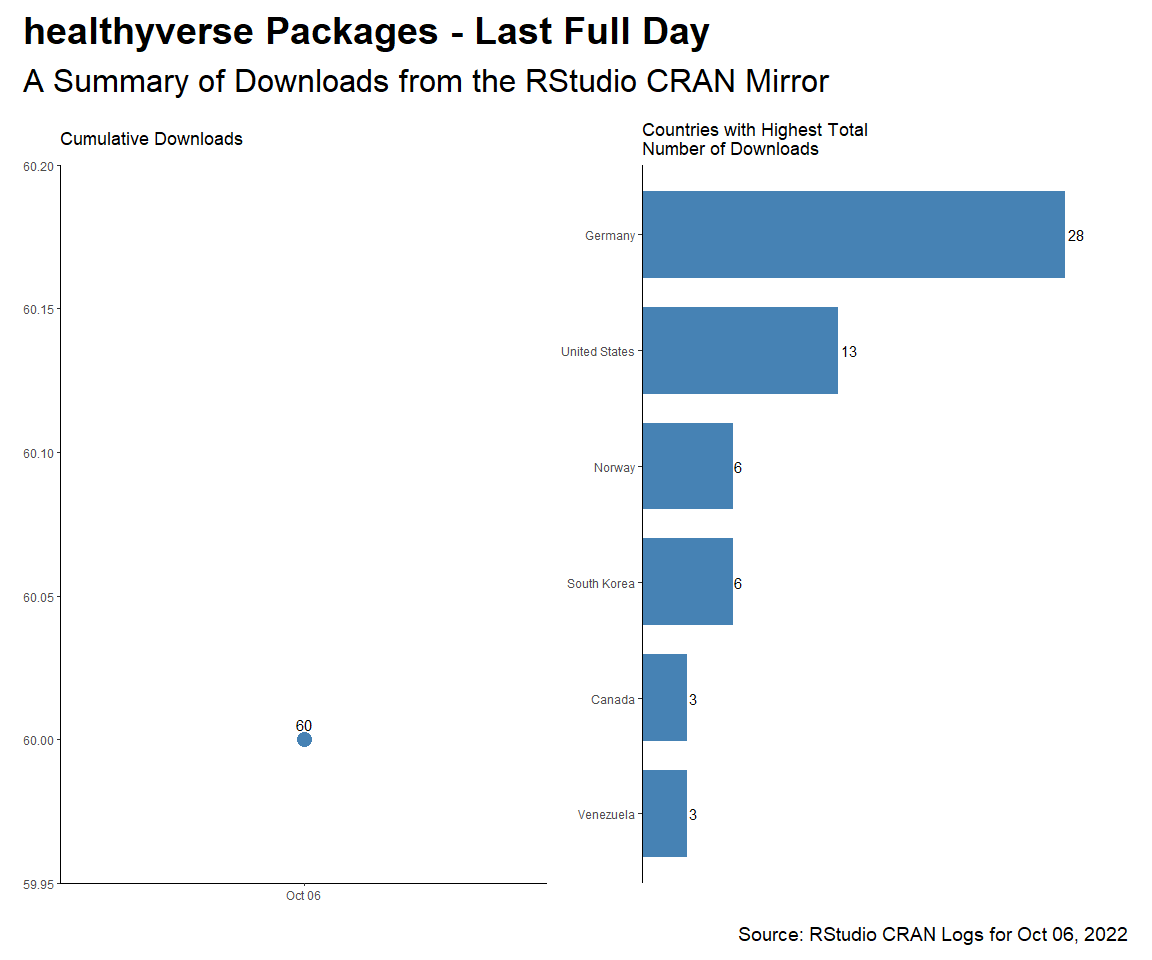 healthyverse Packages - Last Full Day
A Summary of Downloads from the RStudio CRAN Mirror
Cumulative Downloads
60.20
60.15
60.10
60.05
60.00
59.95
60
Oct 06
Countries with Highest Total
Number of Downloads
Germany 28
United States 13
Norway 6
South Korea 6
Canada 3
Venezuela 3
Source: RStudio CRAN Logs for Oct 06, 2022